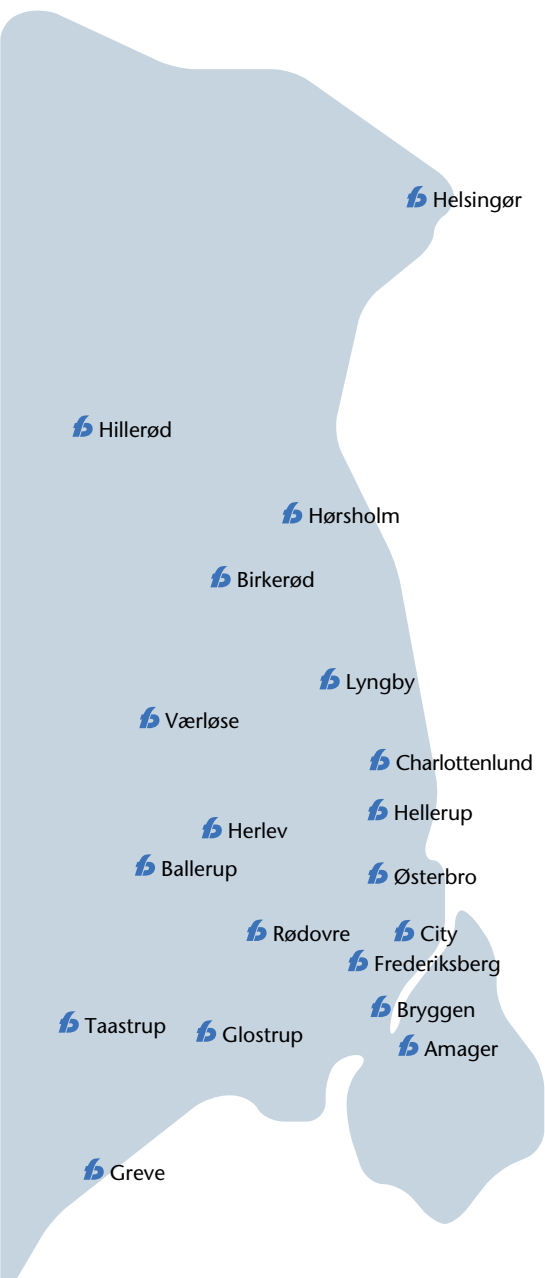 Helsingør
Hillerød
Hørsholm
Birkerød
Lyngby
Værløse
Charlottenlund
Hellerup
Herlev
Ballerup
Østerbro
Rødovre
City
Frederiksberg
Bryggen
Taastrup
Glostrup
Amager
Greve